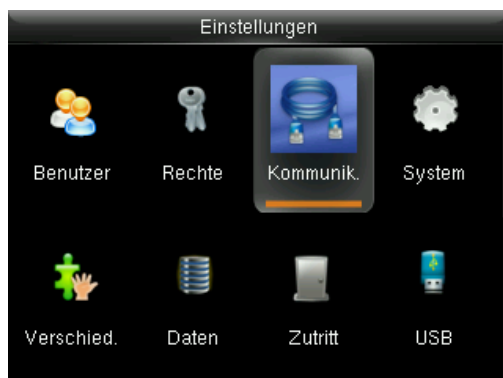 Einstellungen
Benutzer Rechte Kommunik. System
Verschied. Daten Zutritt USB